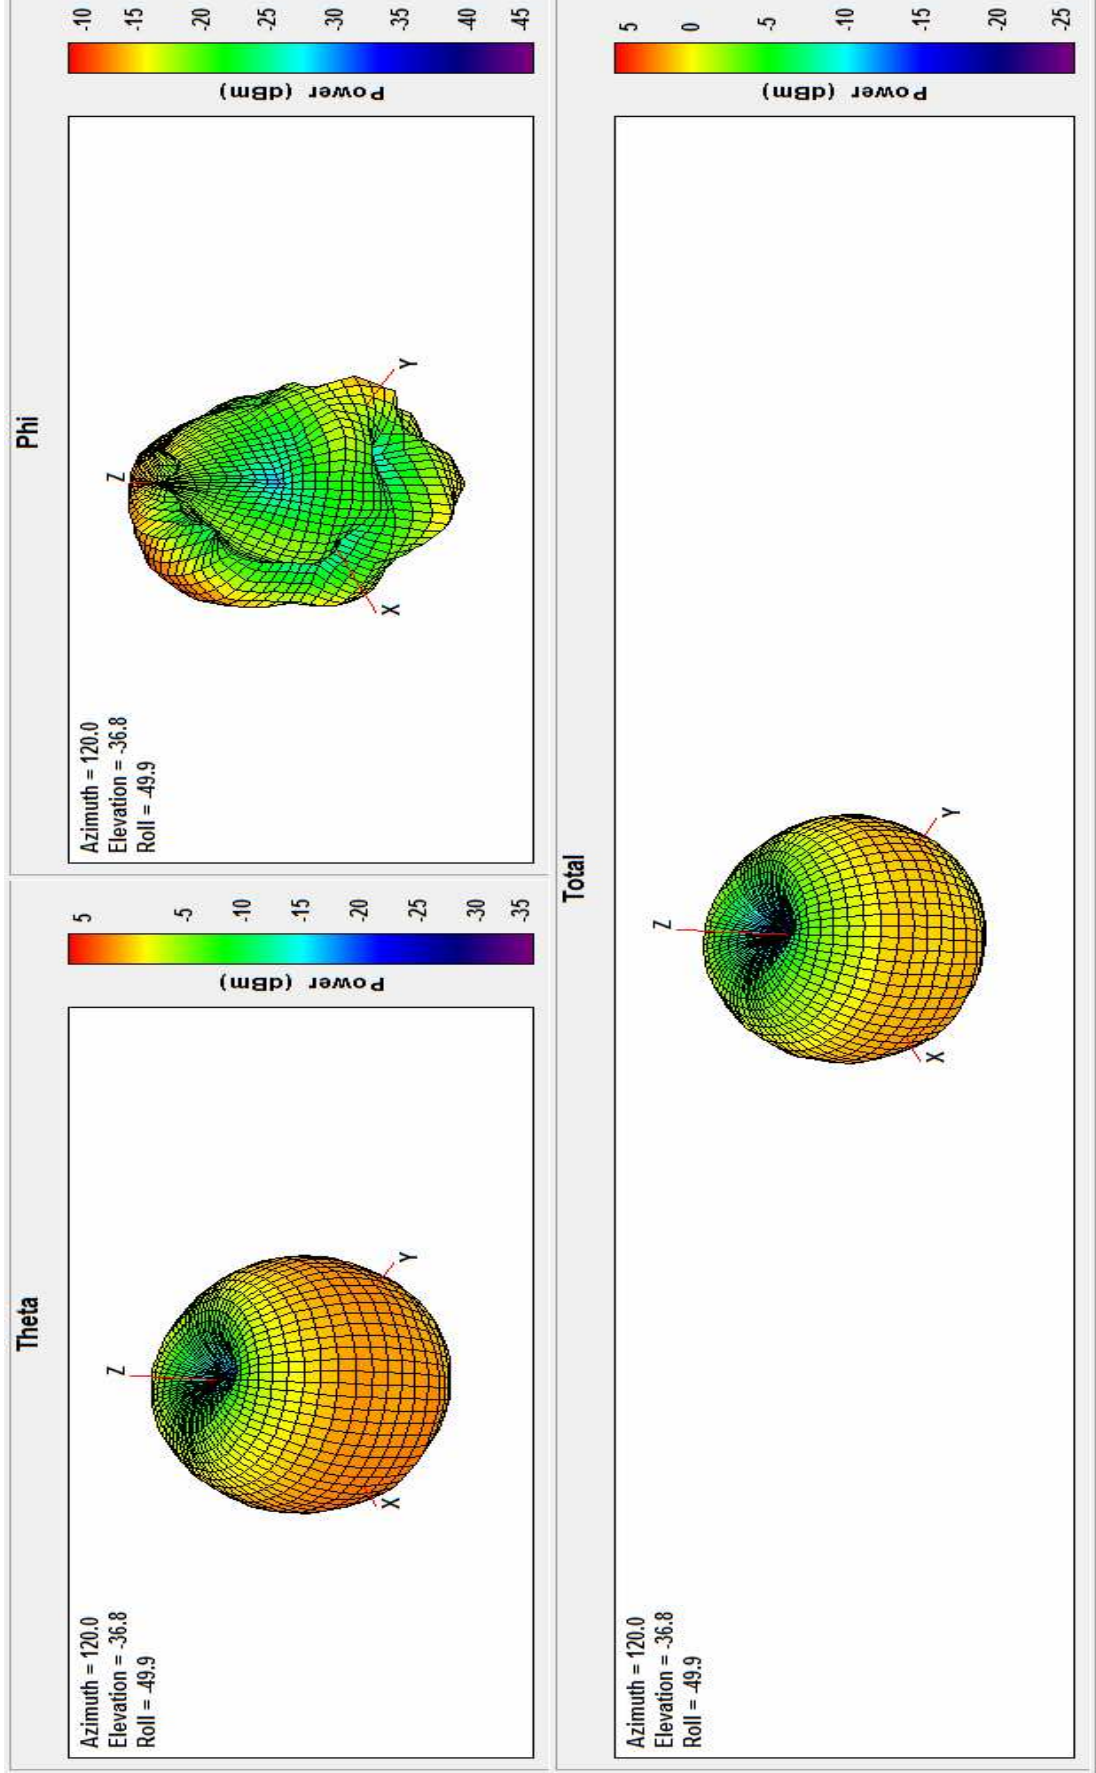 Theta
Azimuth = 120.0
Elevation = -36.8
Roll = -49.9
Z
X
Y
Power (dBm)
5
-5
-10
-15
-20
-25
-30
-35
Phi
Azimuth = 120.0
Elevation = -36.8
Roll = -49.9
Z
X
Y
Power (dBm)
-10
-15
-20
-25
-30
-35
-40
-45
Total
Azimuth = 120.0
Elevation = -36.8
Roll = -49.9
Z
X
Y
Power (dBm)
5
0
-5
-10
-15
-20
-25